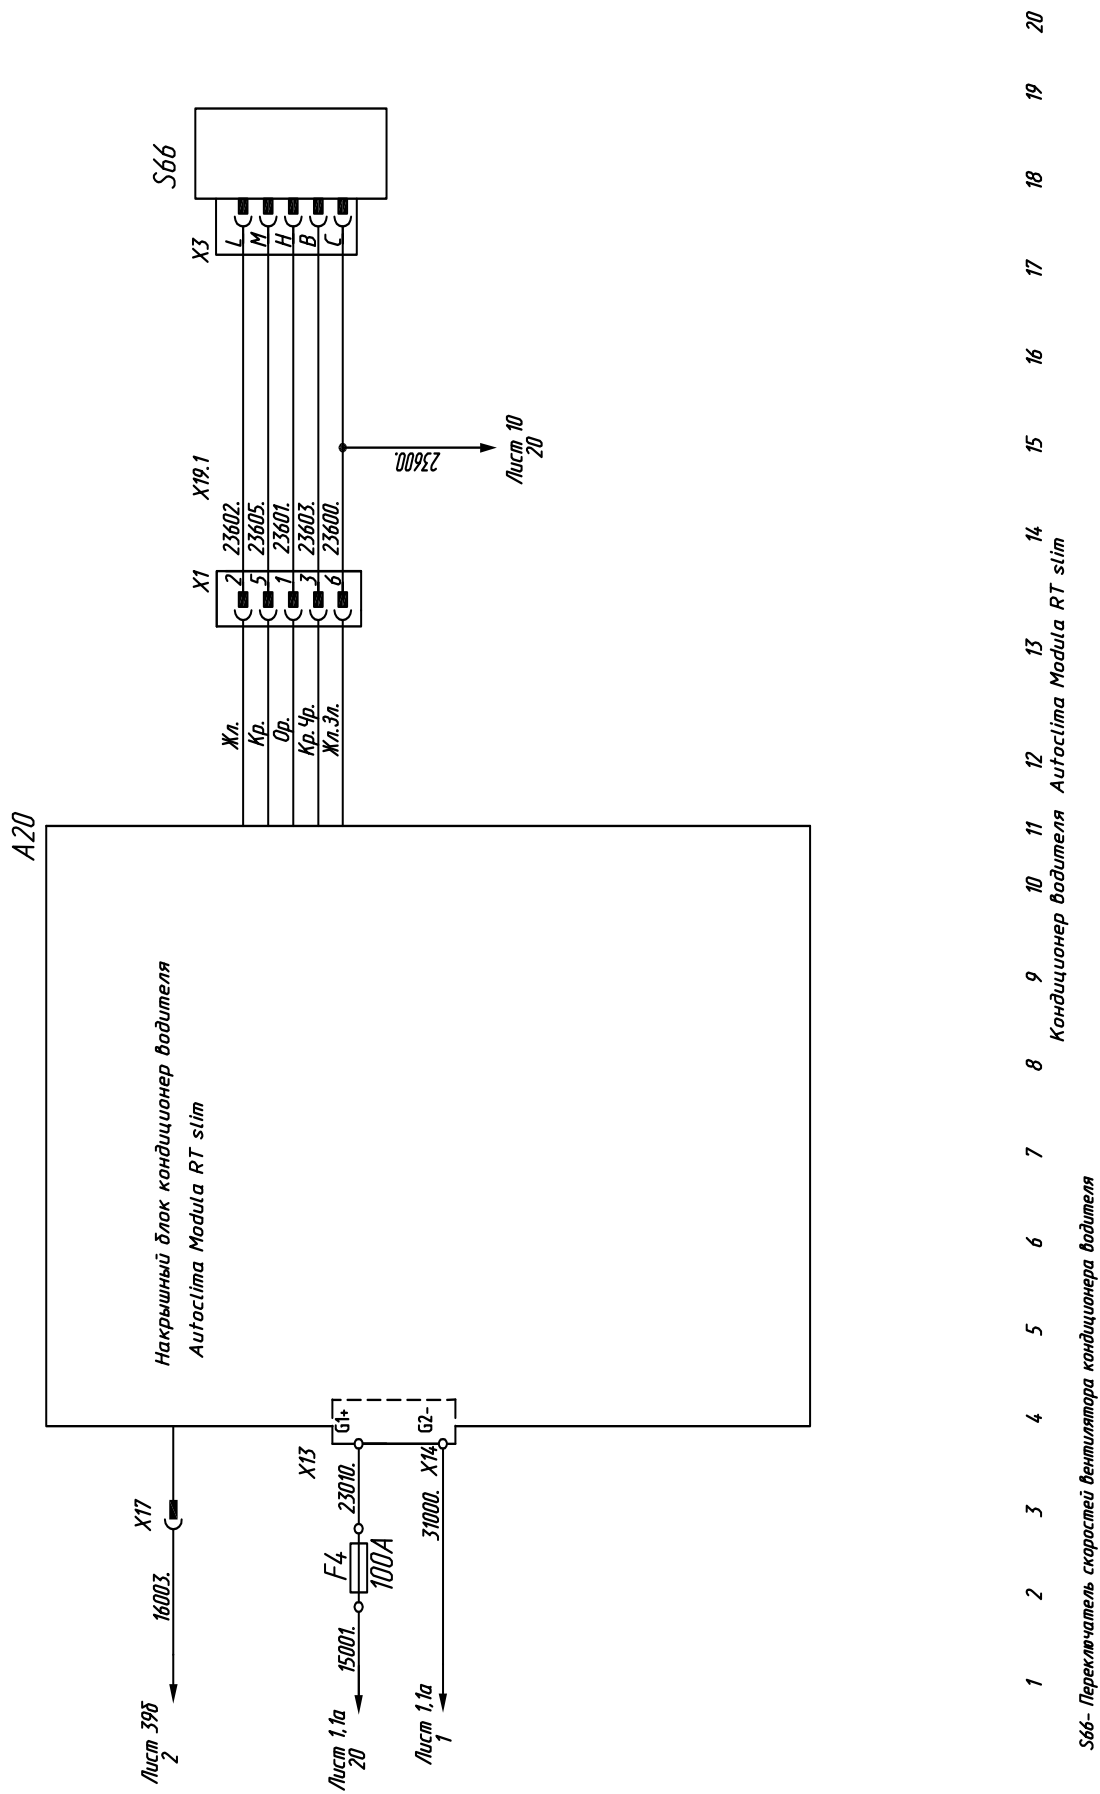 A20
Накрышный блок кондиционер водителя
Autoclima Modula RT slim
X17
16003.
Лист 39б
2
X13
G1+
G2-
X14
23010.
F4
100A
15001.
Лист 1,1а
20
31000.
Лист 1,1а
1
Жл.
Кр.
Ор.
Кр.Чр.
Жл.Зл.
X1
2
5
1
3
6
X19.1
23602.
23605.
23601.
23603.
23600.
23600.
Лист 10
20
X3
L
M
H
B
C
S66
1 2 3 4 5 6 7 8 9 10 11 12 13 14 15 16 17 18 19 20
Кондиционер водителя Autoclima Modula RT slim
S66- Переключатель скоростей вентилятора кондиционера водителя